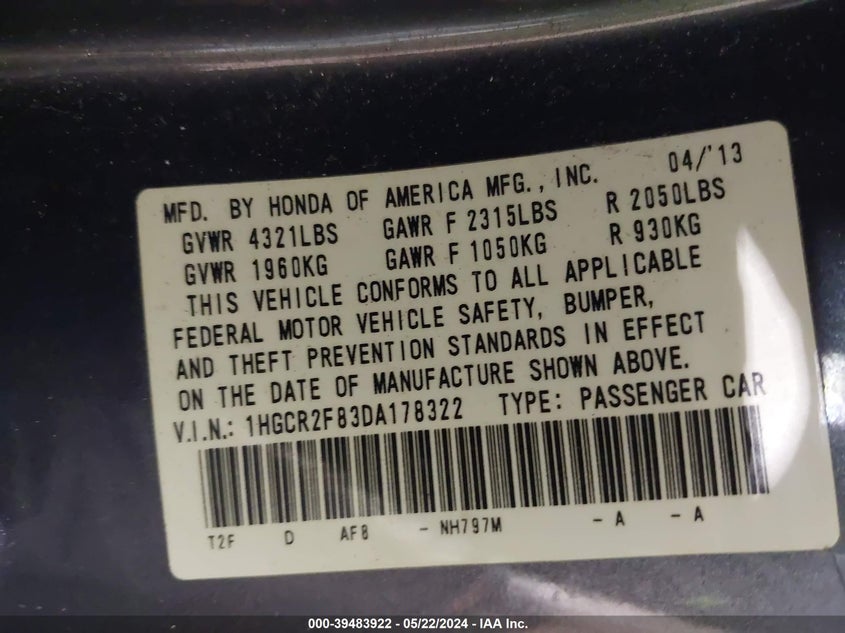 MFD. BY HONDA OF AMERICA MFG., INC. 04/'13
GVWR 4321LBS GAWR F 2315LBS R 2050LBS
GVWR 1960KG GAWR F 1050KG R 930KG
THIS VEHICLE CONFORMS TO ALL APPLICABLE
FEDERAL MOTOR VEHICLE SAFETY, BUMPER,
AND THEFT PREVENTION STANDARDS IN EFFECT
ON THE DATE OF MANUFACTURE SHOWN ABOVE.
V.I.N.: 1HGCR2F83DA178322 TYPE: PASSENGER CAR
T2F D AF8 - NH797M - A - A
000-39483922 - 05/22/2024 - IAA Inc.